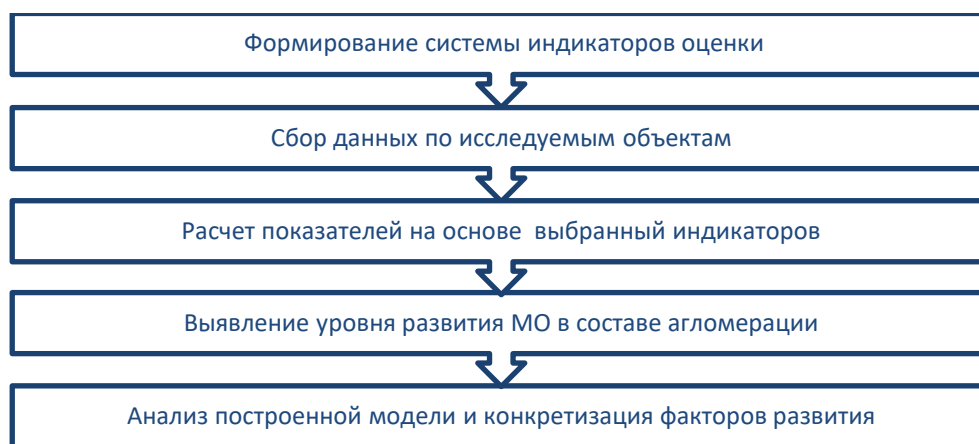 Формирование системы индикаторов оценки
Сбор данных по исследуемым объектам
Расчет показателей на основе  выбранный индикаторов
Выявление уровня развития МО в составе агломерации
Анализ построенной модели и конкретизация факторов развития